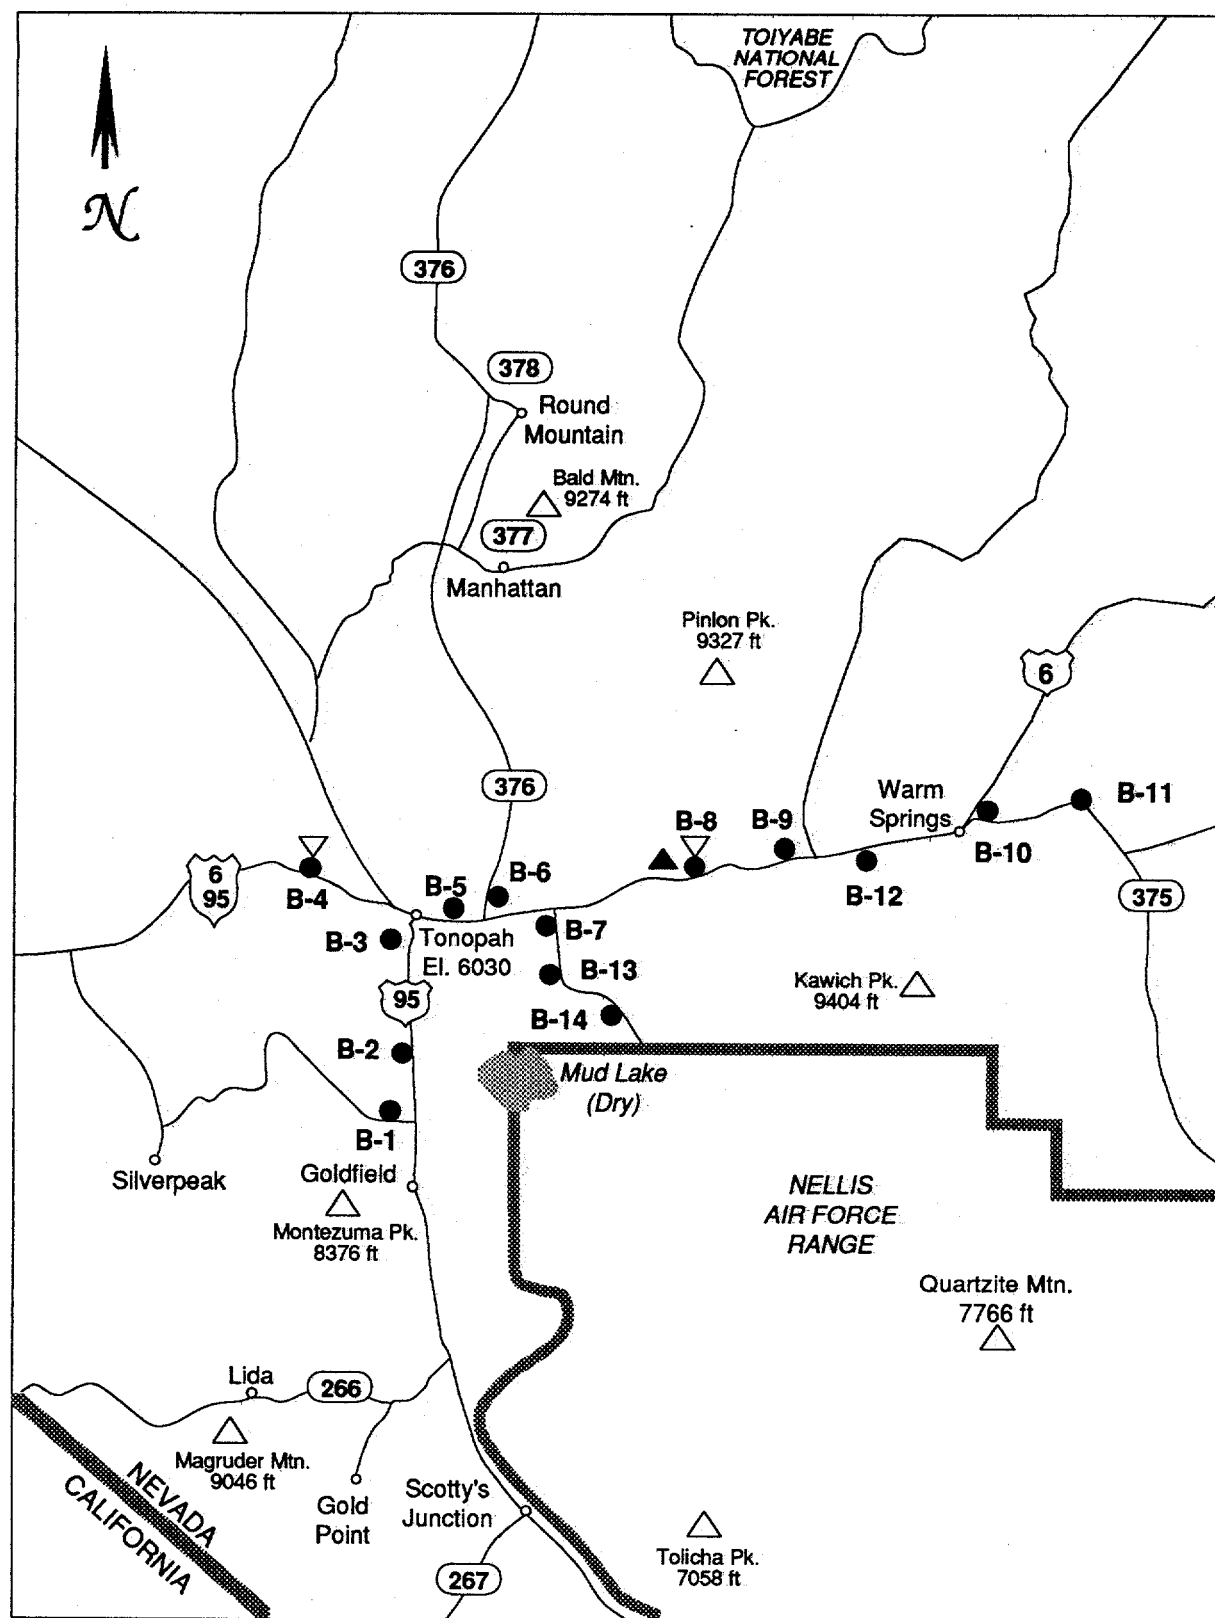 TOIYABE
NATIONAL
FOREST
N
376
378
Round
Mountain
Bald Mtn.
9274 ft
377
Manhattan
Pinion Pk.
9327 ft
6
376
Warm
Springs
B-11
B-8
B-9
B-10
6
95
B-4
B-5
B-6
B-12
375
B-3
Tonopah
El. 6030
B-7
B-13
Kawich Pk.
9404 ft
95
B-14
B-2
Mud Lake
(Dry)
B-1
Silverpeak
Goldfield
Montezuma Pk.
8376 ft
NELLIS
AIR FORCE
RANGE
Quartzite Mtn.
7766 ft
Lida
266
Magruder Mtn.
9046 ft
NEVADA
CALIFORNIA
Gold
Point
Scotty's
Junction
267
Tolicha Pk.
7058 ft